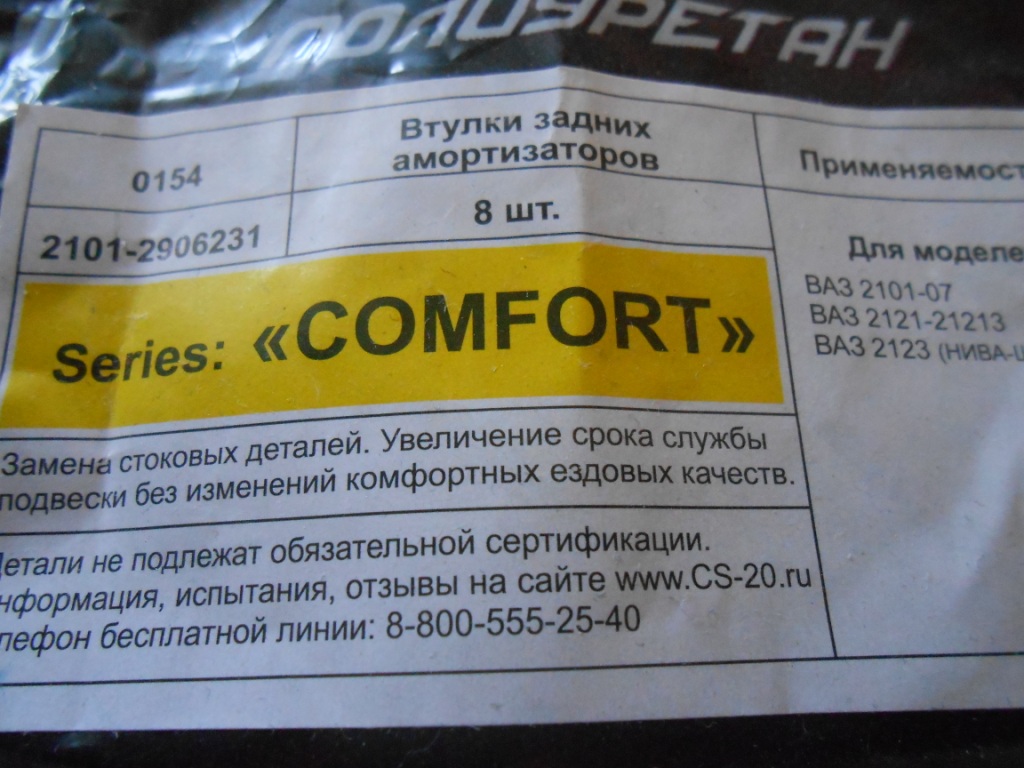 ПОЛИУРЕТАН
0154
Втулки задних
амортизаторов
2101-2906231
8 шт.
Series: «COMFORT»
Замена стоковых деталей. Увеличение срока службы
подвески без изменений комфортных ездовых качеств.
Детали не подлежат обязательной сертификации.
нформация, испытания, отзывы на сайте www.CS-20.ru
лефон бесплатной линии: 8-800-555-25-40
Применяемост
Для моделе
ВАЗ 2101-07
ВАЗ 2121-21213
ВАЗ 2123 (НИВА-Ш